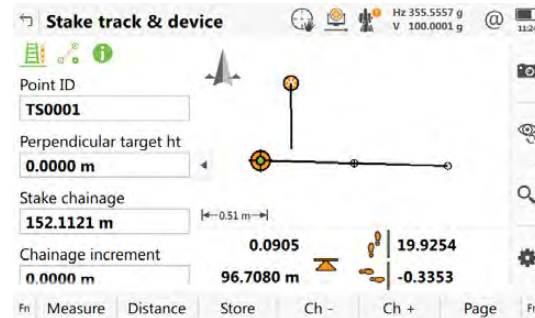 Stake track & device
Hz 355.5557 g
V 100.0001 g
@
Point ID
TS0001
Perpendicular target ht
0.0000 m
Stake chainage
152.1121 m
Chainage increment
0.0000 m
0.51 m
0.0905
19.9254
96.7080 m
-0.3353
Fn Measure Distance Store Ch - Ch + Page